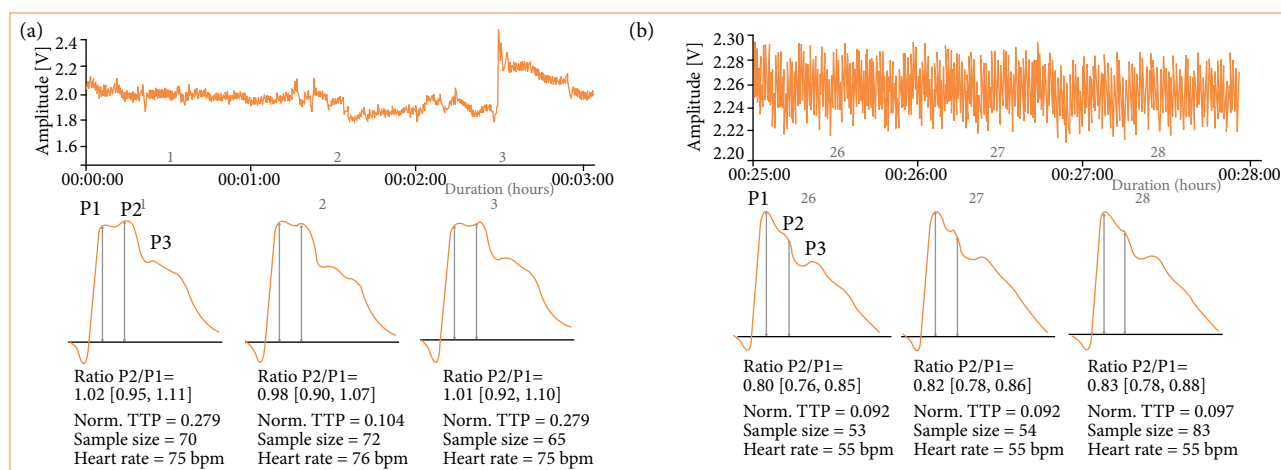 (a)
Amplitude [V]
2.4
2.2
2.0
1.8
1.6
1 2 3
00:00:00 00:01:00 00:02:00 00:03:00
Duration (hours)
P1 P2 P3
1 2 3
Ratio P2/P1=
1.02 [0.95, 1.11]
Norm. TTP = 0.279
Sample size = 70
Heart rate = 75 bpm
Ratio P2/P1=
0.98 [0.90, 1.07]
Norm. TTP = 0.104
Sample size = 72
Heart rate = 76 bpm
Ratio P2/P1=
1.01 [0.92, 1.10]
Norm. TTP = 0.279
Sample size = 65
Heart rate = 75 bpm
(b)
Amplitude [V]
2.30
2.26
2.24
2.22
2.20
26 27 28
00:25:00 00:26:00 00:27:00 00:28:00
Duration (hours)
P1 P2 P3
26 27 28
Ratio P2/P1=
0.80 [0.76, 0.85]
Norm. TTP = 0.092
Sample size = 53
Heart rate = 55 bpm
Ratio P2/P1=
0.82 [0.78, 0.86]
Norm. TTP = 0.092
Sample size = 54
Heart rate = 55 bpm
Ratio P2/P1=
0.83 [0.78, 0.88]
Norm. TTP = 0.097
Sample size = 83
Heart rate = 55 bpm